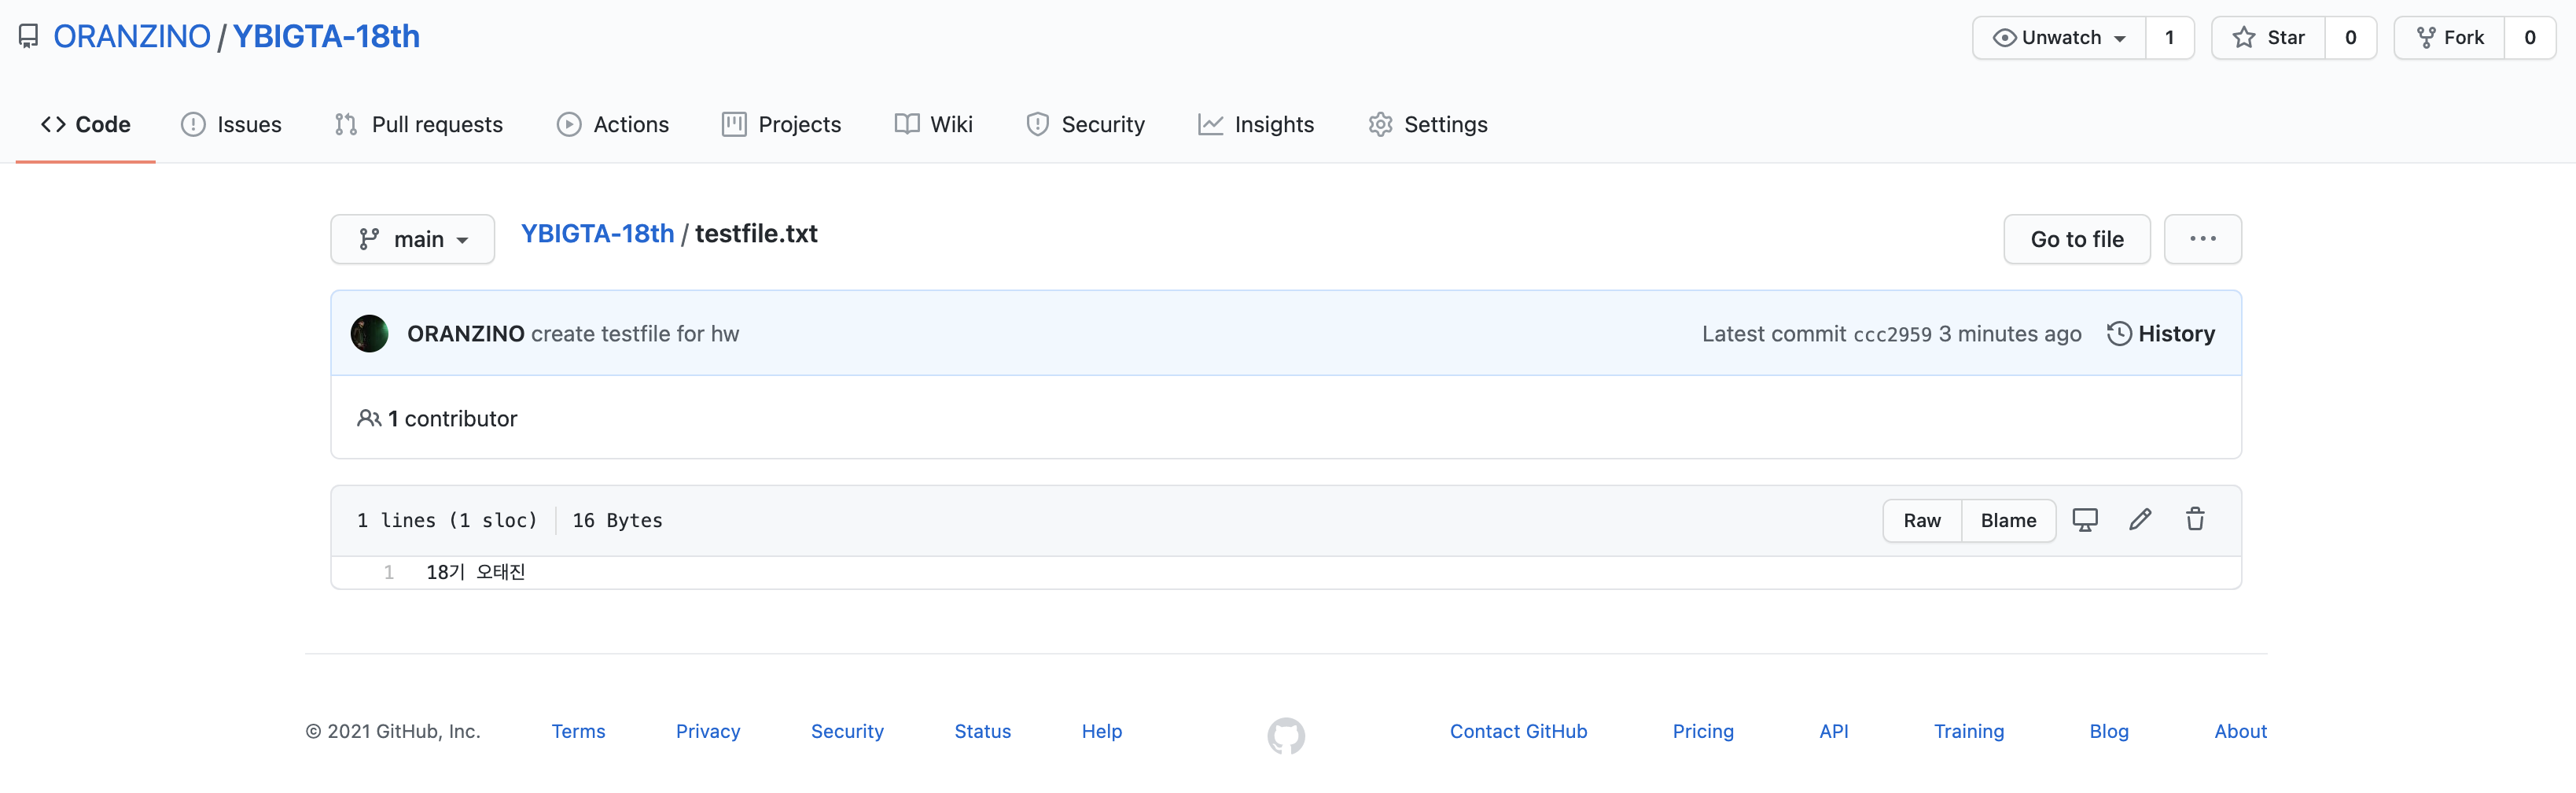 ORANZINO / YBIGTA-18th Unwatch 1 Star 0 Fork 0
Code Issues Pull requests Actions Projects Wiki Security Insights Settings
main YBIGTA-18th / testfile.txt Go to file ...
ORANZINO create testfile for hw Latest commit ccc2959 3 minutes ago History
1 contributor
1 lines (1 sloc) 16 Bytes Raw Blame
1 18기 오태진
© 2021 GitHub, Inc. Terms Privacy Security Status Help Contact GitHub Pricing API Training Blog About